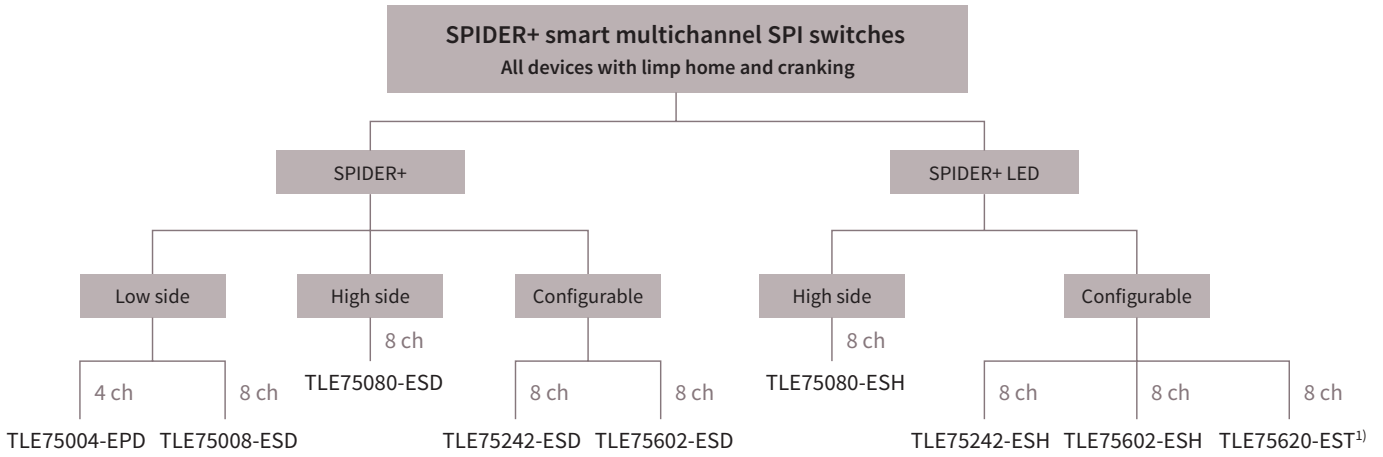 SPIDER+ smart multichannel SPI switches
All devices with limp home and cranking
SPIDER+
SPIDER+ LED
Low side
High side
Configurable
High side
Configurable
8 ch
8 ch
TLE75080-ESD
TLE75080-ESH
4 ch
8 ch
8 ch
8 ch
8 ch
8 ch
8 ch
TLE75004-EPD
TLE75008-ESD
TLE75242-ESD
TLE75602-ESD
TLE75242-ESH
TLE75602-ESH
TLE75620-EST1)